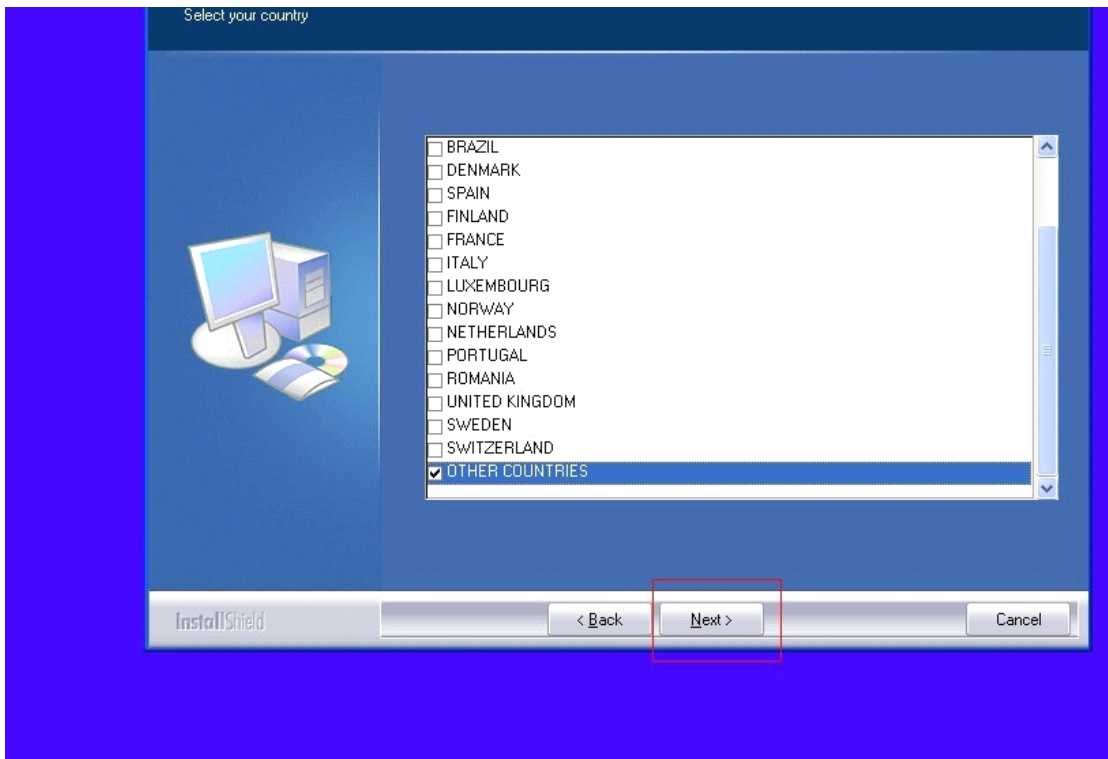 Select your country
BRAZIL
DENMARK
SPAIN
FINLAND
FRANCE
ITALY
LUXEMBOURG
NORWAY
NETHERLANDS
PORTUGAL
ROMANIA
UNITED KINGDOM
SWEDEN
SWITZERLAND
OTHER COUNTRIES
InstallShield
< Back
Next >
Cancel